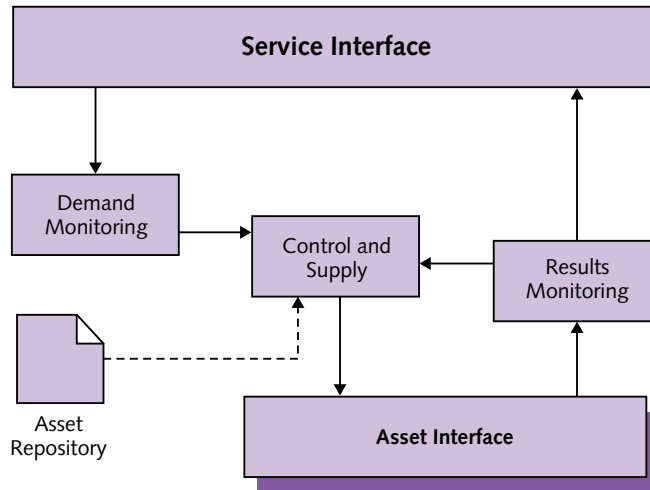 Service Interface
Demand
Monitoring
Control and
Supply
Results
Monitoring
Asset
Repository
Asset Interface